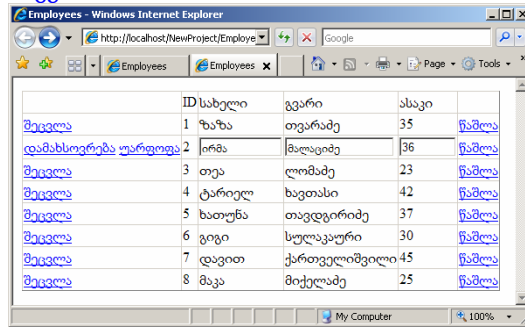 Employees - Windows Internet Explorer
http://localhost/NewProject/Employe Google
Employees Employees Page Tools
ID სახელი გვარი ასაკი
შეცვლა 1 ზაზა თვარაძე 35 წაშლა
დამახსოვრება უარყოფა 2 ირმა მალაციძე 36 წაშლა
შეცვლა 3 თეა ლომაძე 23 წაშლა
შეცვლა 4 ტარიელ ხავთასი 42 წაშლა
შეცვლა 5 ხათუნა თავდგირიძე 37 წაშლა
შეცვლა 6 გიგი სულაკაური 30 წაშლა
შეცვლა 7 დავით ქართველიშვილი 45 წაშლა
შეცვლა 8 მაკა მიქელაძე 25 წაშლა
My Computer 100%